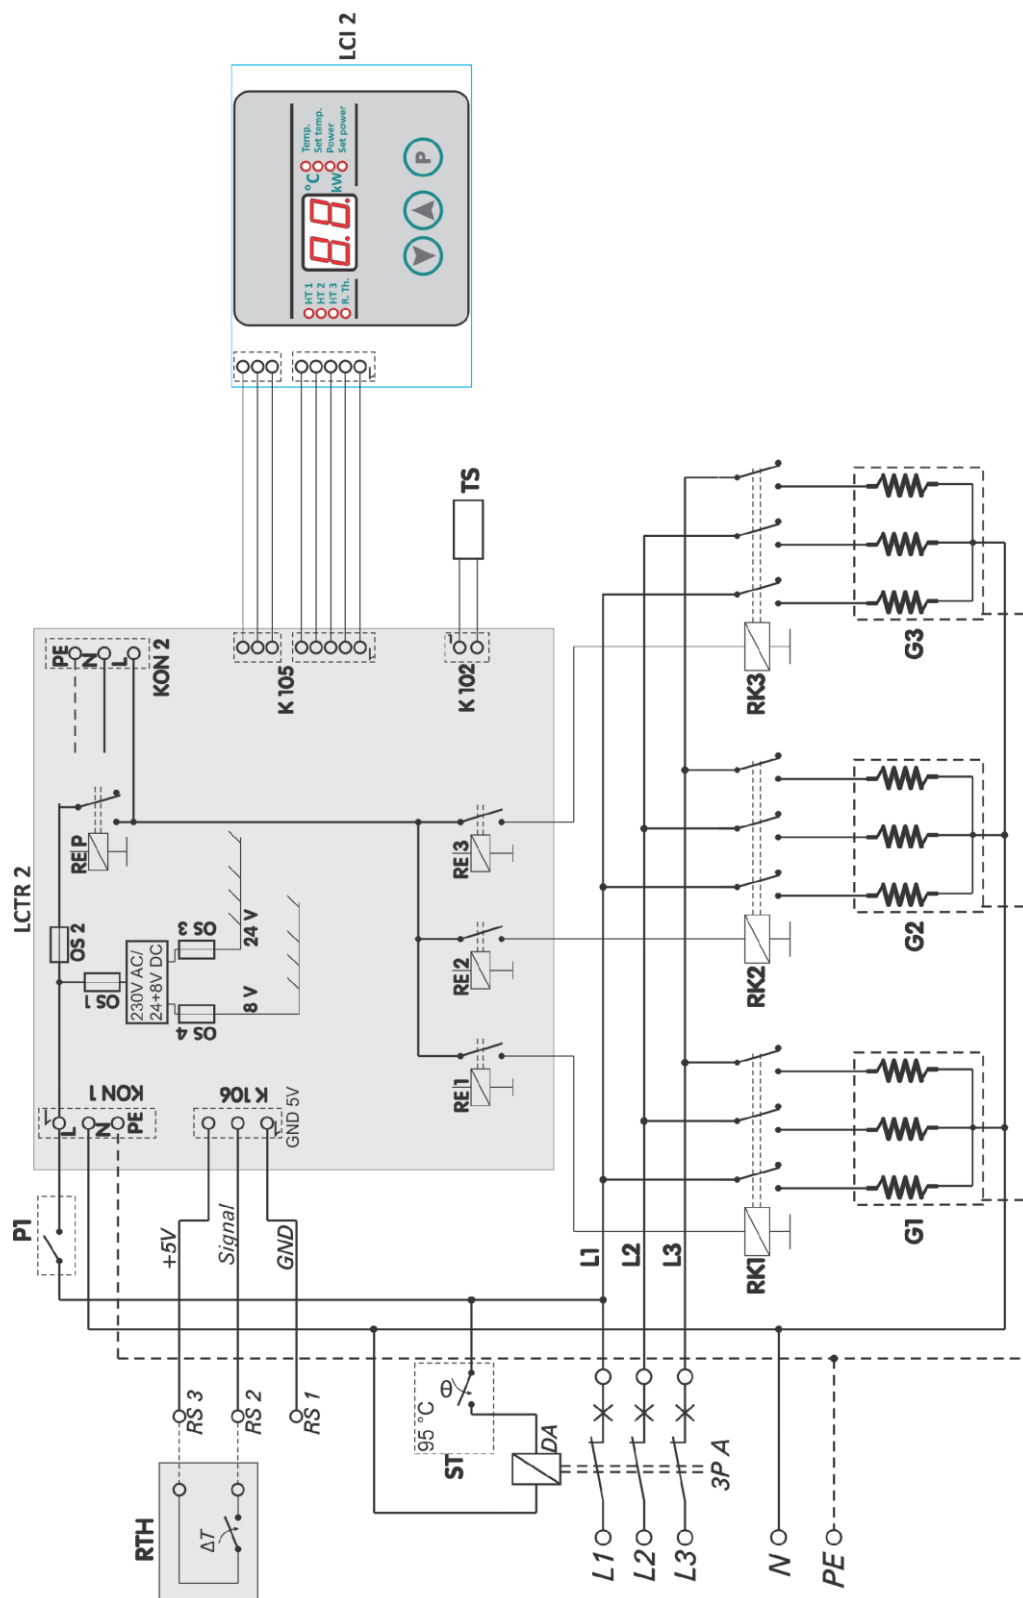 LCI 2
Temp.
Set temp.
Power
Set power
°C
kW
8.8.
HT 1
HT 2
HT 3
R. Th.
P
LCTR 2
PE
N
L
KON 2
K 105
K 102
TS
RE P
OS 2
OS 1
230V AC/
24+8V DC
OS 3
OS 4
24 V
8 V
RE 3
RE 2
RE 1
L
N
PE
KON 1
K 106
GND 5V
P1
+5V
Signal
GND
RS 3
RS 2
RS 1
RTH
ΔT
95 °C
θ
ST
DA
3P A
L1
L2
L3
RK1
RK2
RK3
G1
G2
G3
L1
L2
L3
N
PE